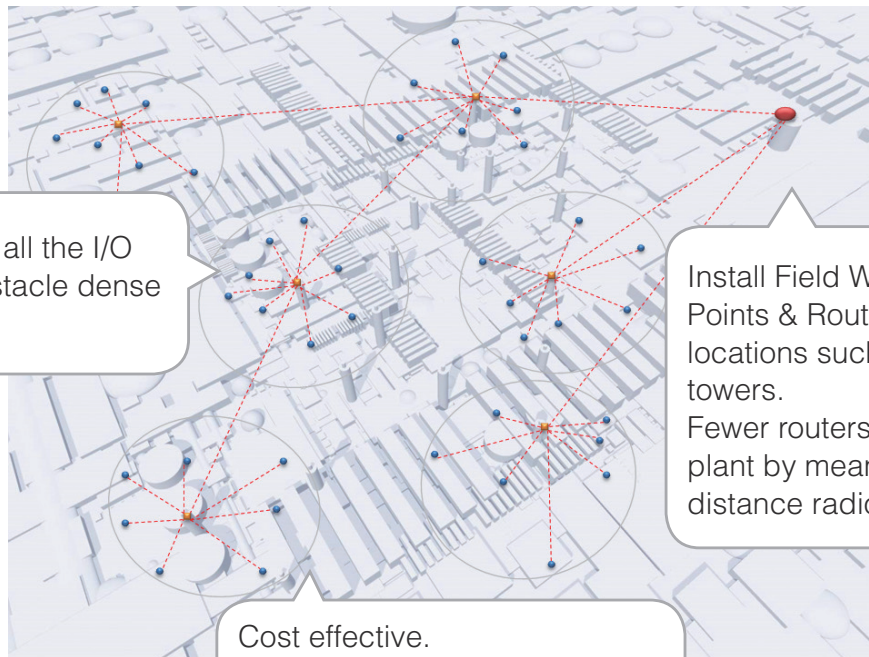 all the I/O
stacle dense
Install Field W
Points & Rout
locations such
towers.
Fewer routers
plant by mean
distance radio
Cost effective.